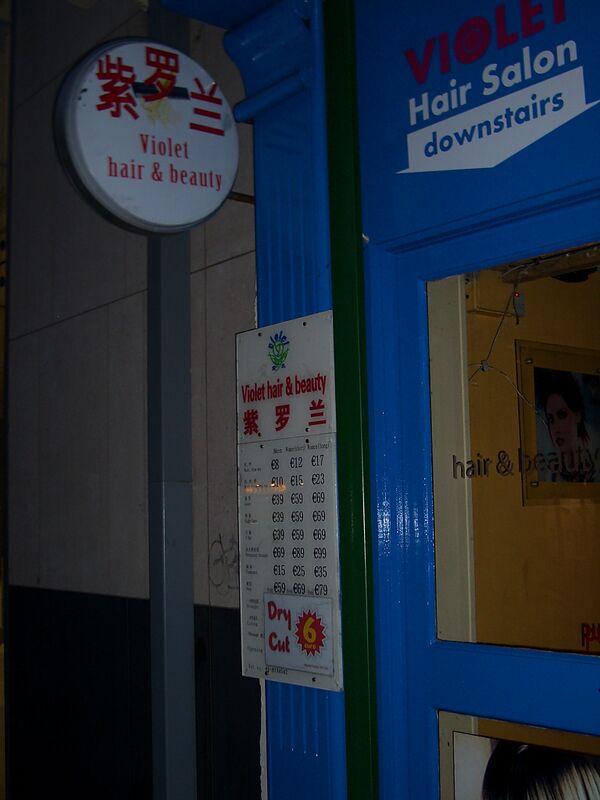 紫罗兰
Violet
hair & beauty
VIOLET
Hair Salon
downstairs
Violet hair & beauty
紫罗兰
€8 €12 €17
€10 €15 €23
€39 €59 €69
€39 €59 €69
€39 €59 €69
€69 €89 €99
€15 €25 €35
€59 €69 €79
Dry
Cut
6
hair & beauty